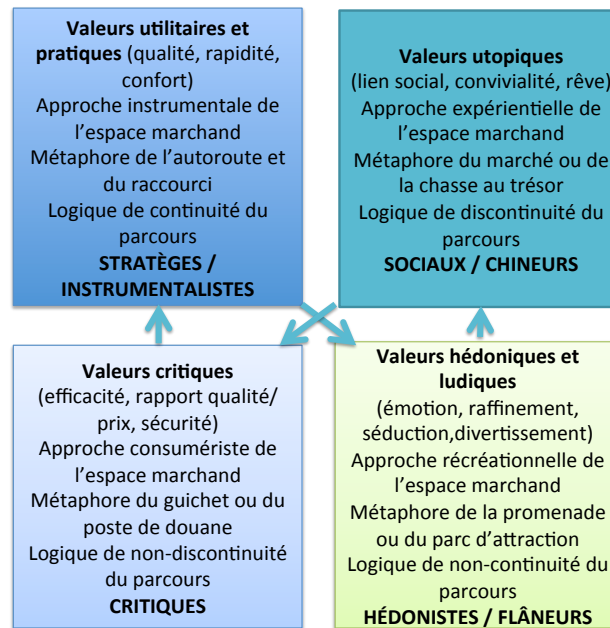 Valeurs utilitaires et
pratiques (qualité, rapidité,
confort)
Approche instrumentale de
l'espace marchand
Métaphore de l'autoroute et
du raccourci
Logique de continuité du
parcours
STRATÈGES /
INSTRUMENTALISTES
Valeurs utopiques
(lien social, convivialité, rêve)
Approche expérientielle de
l'espace marchand
Métaphore du marché ou de
la chasse au trésor
Logique de discontinuité du
parcours
SOCIAUX / CHINEURS
Valeurs critiques
(efficacité, rapport qualité/
prix, sécurité)
Approche consumériste de
l'espace marchand
Métaphore du guichet ou du
poste de douane
Logique de non-discontinuité
du parcours
CRITIQUES
Valeurs hédoniques et
ludiques
(émotion, raffinement,
séduction,divertissement)
Approche récréationnelle de
l'espace marchand
Métaphore de la promenade
ou du parc d'attraction
Logique de non-continuité du
parcours
HÉDONISTES / FLÂNEURS